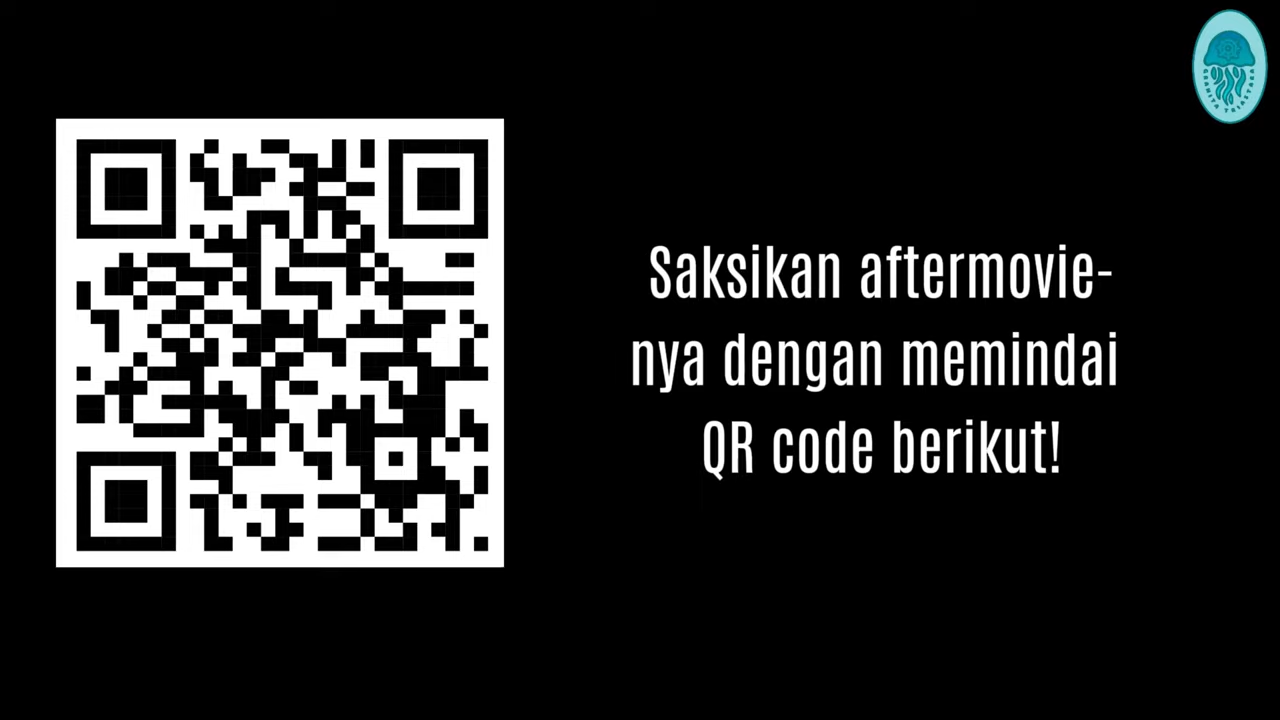 Saksikan aftermovie-
nya dengan memindai
QR code berikut!